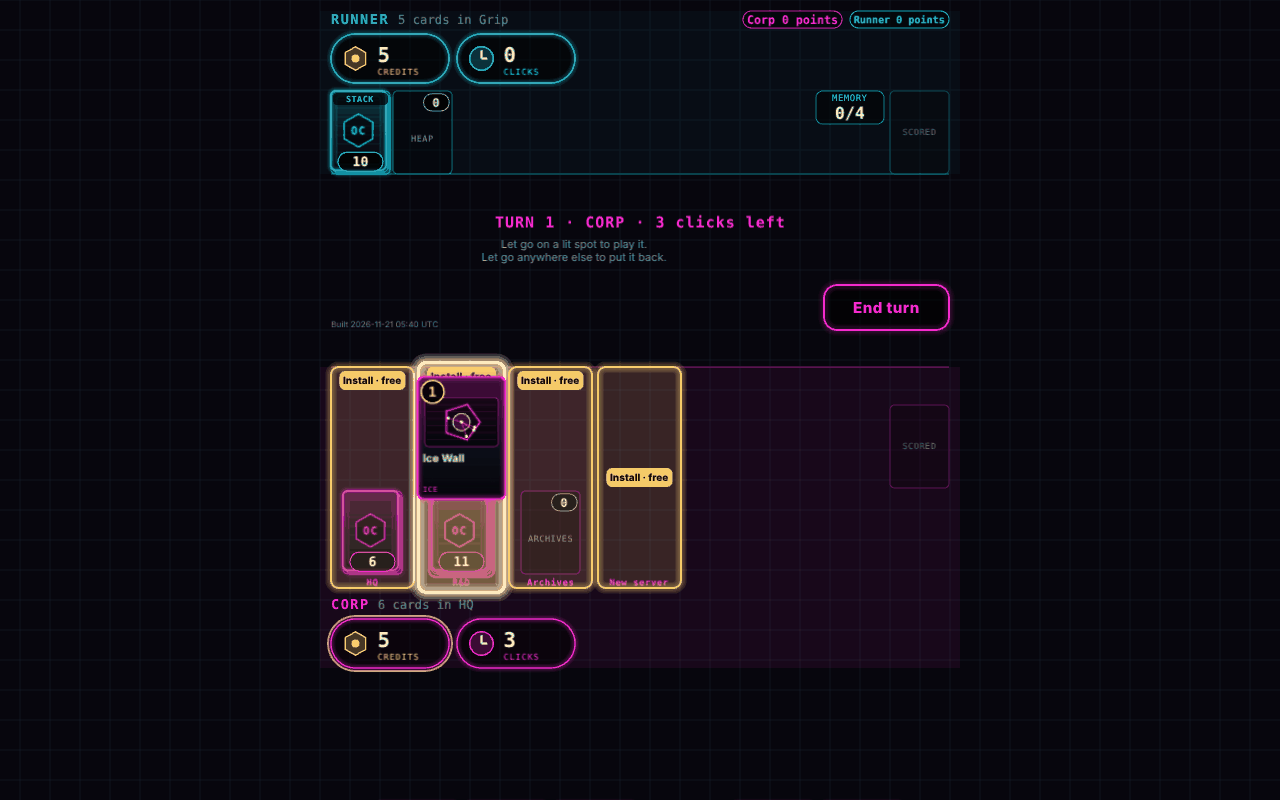 RUNNER 5 cards in Grip
Corp 0 points
Runner 0 points
5
CREDITS
0
CLICKS
STACK
OC
10
0
HEAP
MEMORY
0/4
SCORED
TURN 1 · CORP · 3 clicks left
Let go on a lit spot to play it.
Let go anywhere else to put it back.
End turn
Built 2026-11-21 05:40 UTC
Install · free
Install · free
Install · free
1
Ice Wall
ICE
Install · free
SCORED
OC
6
HQ
OC
11
R&D
0
ARCHIVES
Archives
New server
CORP 6 cards in HQ
5
CREDITS
3
CLICKS